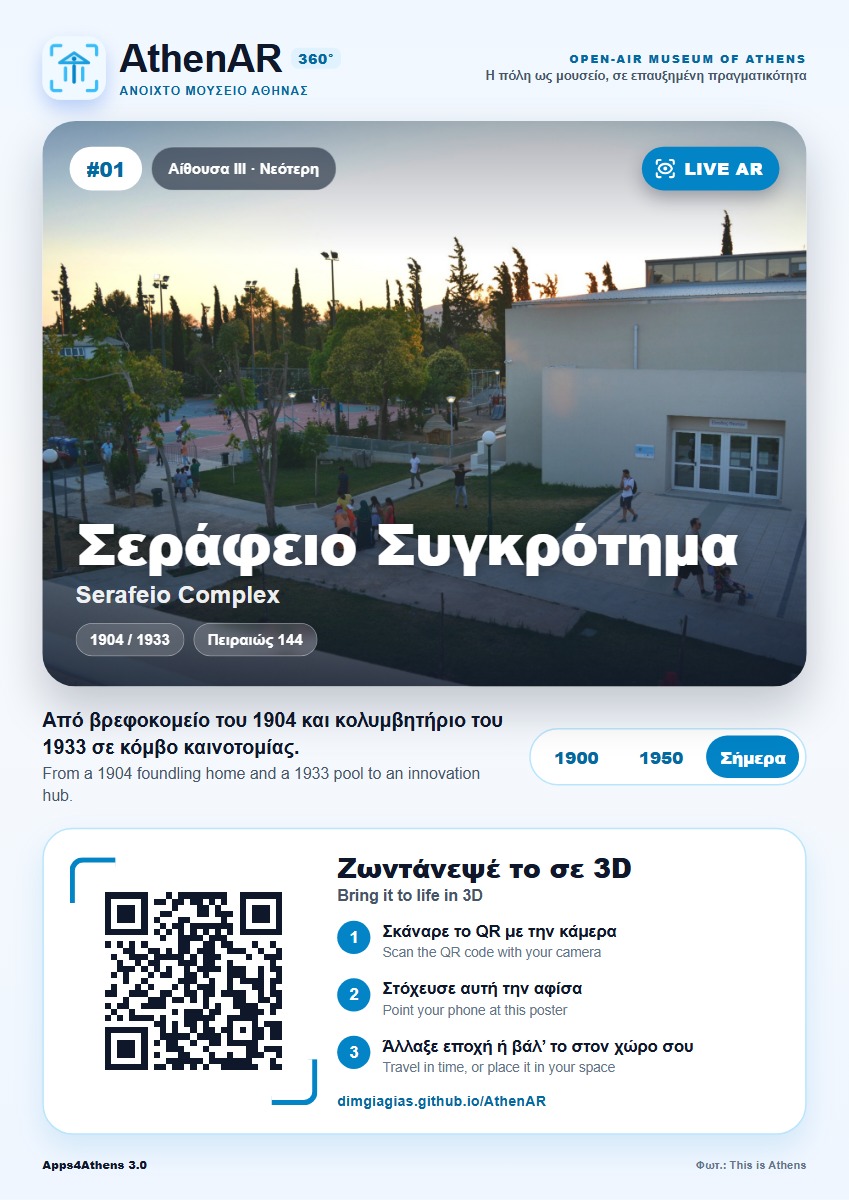 AthenAR 360°
ΑΝΟΙΧΤΟ ΜΟΥΣΕΙΟ ΑΘΗΝΑΣ
OPEN-AIR MUSEUM OF ATHENS
Η πόλη ως μουσείο, σε επαυξημένη πραγματικότητα
#01
Αίθουσα III · Νεότερη
LIVE AR
Σεράφειο Συγκρότημα
Serafeio Complex
1904 / 1933
Πειραιώς 144
Από βρεφοκομείο του 1904 και κολυμβητήριο του
1933 σε κόμβο καινοτομίας.
From a 1904 foundling home and a 1933 pool to an innovation
hub.
1900
1950
Σήμερα
Ζωντάνεψέ το σε 3D
Bring it to life in 3D
1
Σκάναρε το QR με την κάμερα
Scan the QR code with your camera
2
Στόχευσε αυτή την αφίσα
Point your phone at this poster
3
Άλλαξε εποχή ή βάλ’ το στον χώρο σου
Travel in time, or place it in your space
dimgiagias.github.io/AthenAR
Apps4Athens 3.0
Φωτ.: This is Athens